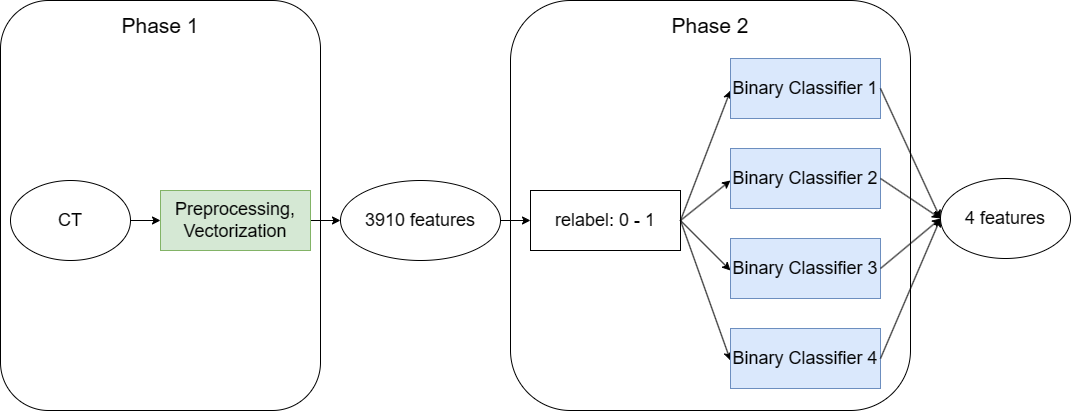 Phase 1
Phase 2
CT
Preprocessing,
Vectorization
3910 features
relabel: 0 - 1
Binary Classifier 1
Binary Classifier 2
Binary Classifier 3
Binary Classifier 4
4 features